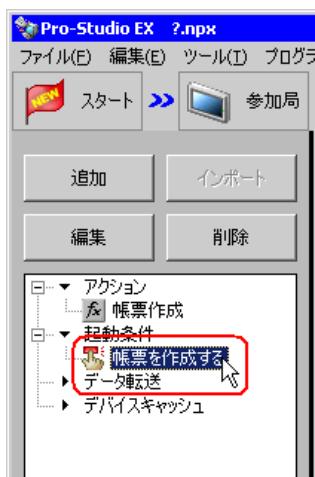 Pro-Studio EX ?.npx
ファイル(F) 編集(E) ツール(T) プログラ
NEW スタート 参加局
追加 インポート
編集 削除
アクション
fx 帳票作成
起動条件
帳票を作成する
データ転送
デバイスキャッシュ